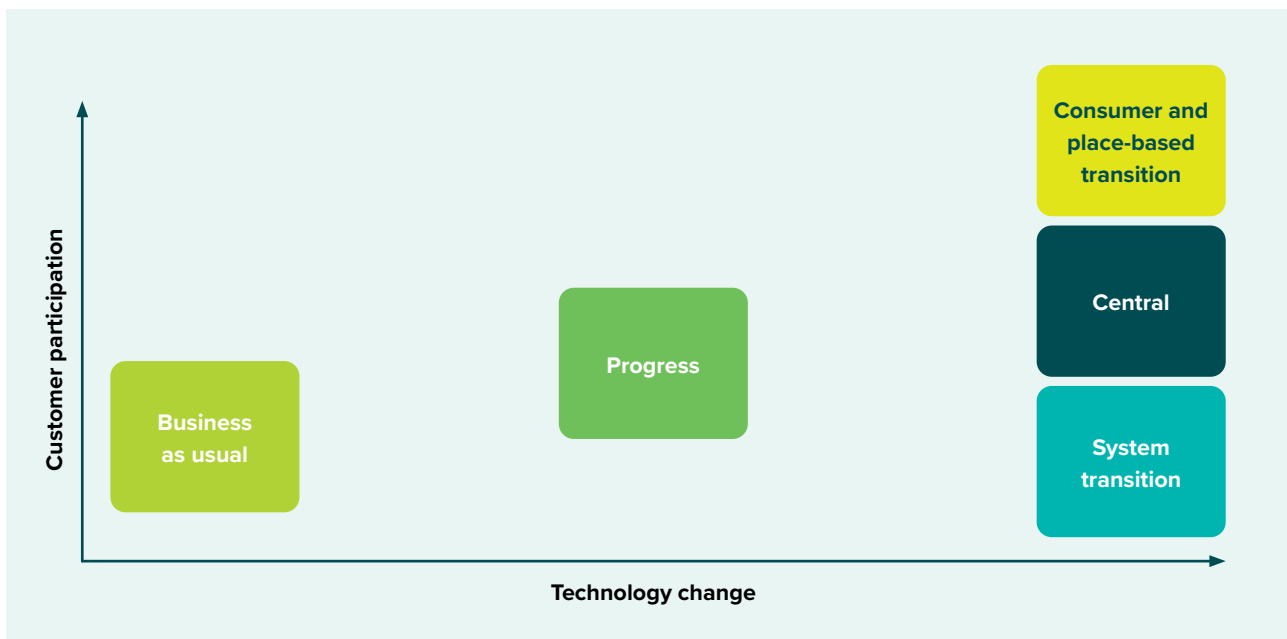 Consumer and
place-based
transition
Customer participation
Central
Progress
Business
as usual
System
transition
Technology change